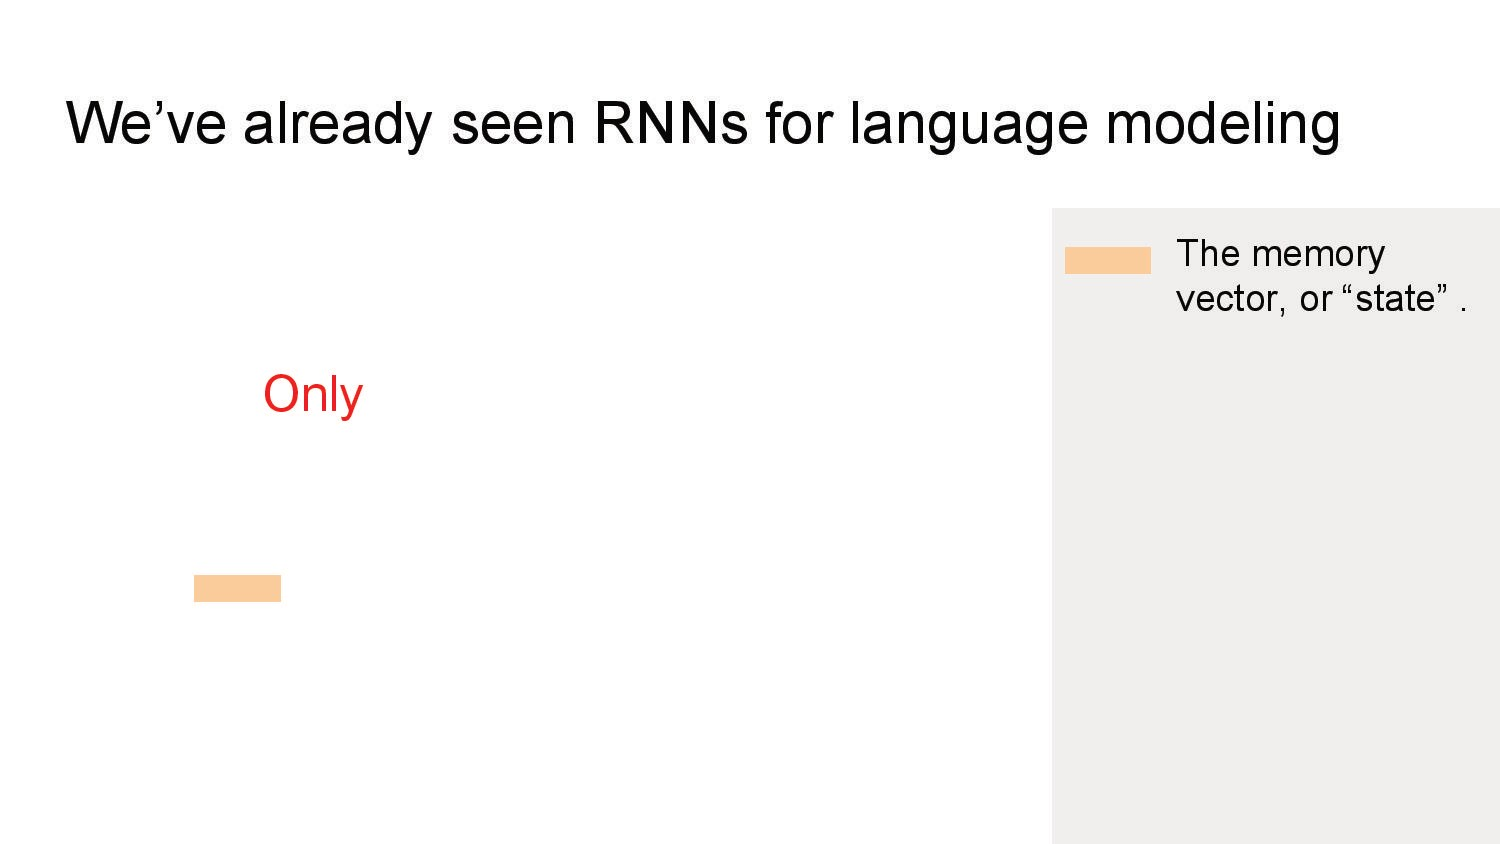 We’ve already seen RNNs for language modeling
The memory
vector, or “state” .
Only